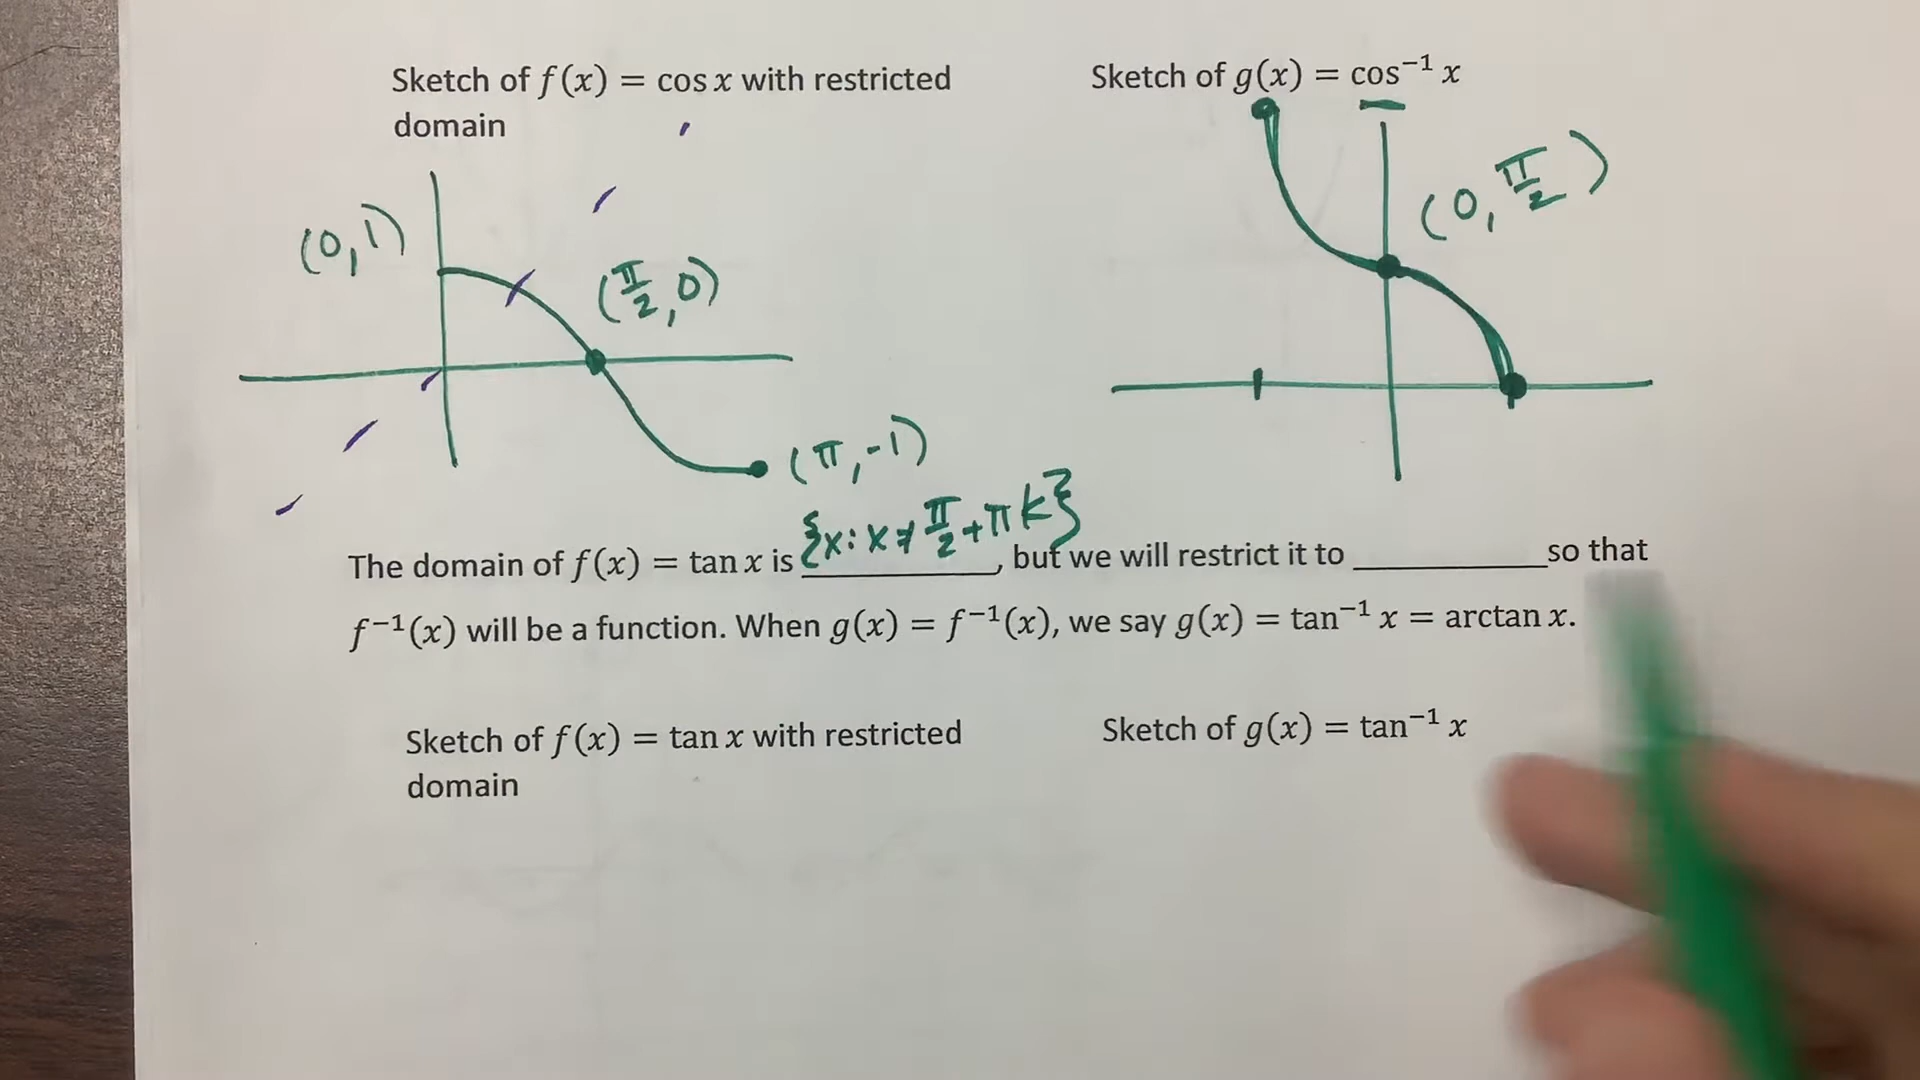 Sketch of f(x) = cos x with restricted
domain
(0, 1)
(π/2, 0)
(π, -1)
Sketch of g(x) = cos⁻¹ x
(0, π/2)
The domain of f(x) = tan x is {x: x ≠ π/2 + πk}, but we will restrict it to __________ so that
f⁻¹(x) will be a function. When g(x) = f⁻¹(x), we say g(x) = tan⁻¹ x = arctan x.
Sketch of f(x) = tan x with restricted
domain
Sketch of g(x) = tan⁻¹ x